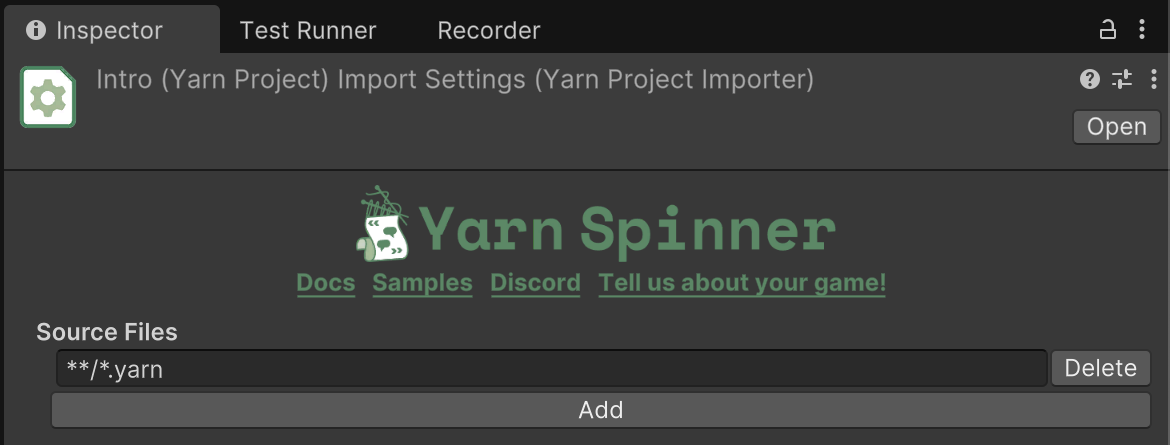 Inspector Test Runner Recorder
Intro (Yarn Project) Import Settings (Yarn Project Importer)
Open
Yarn Spinner
Docs Samples Discord Tell us about your game!
Source Files
**/*.yarn Delete
Add